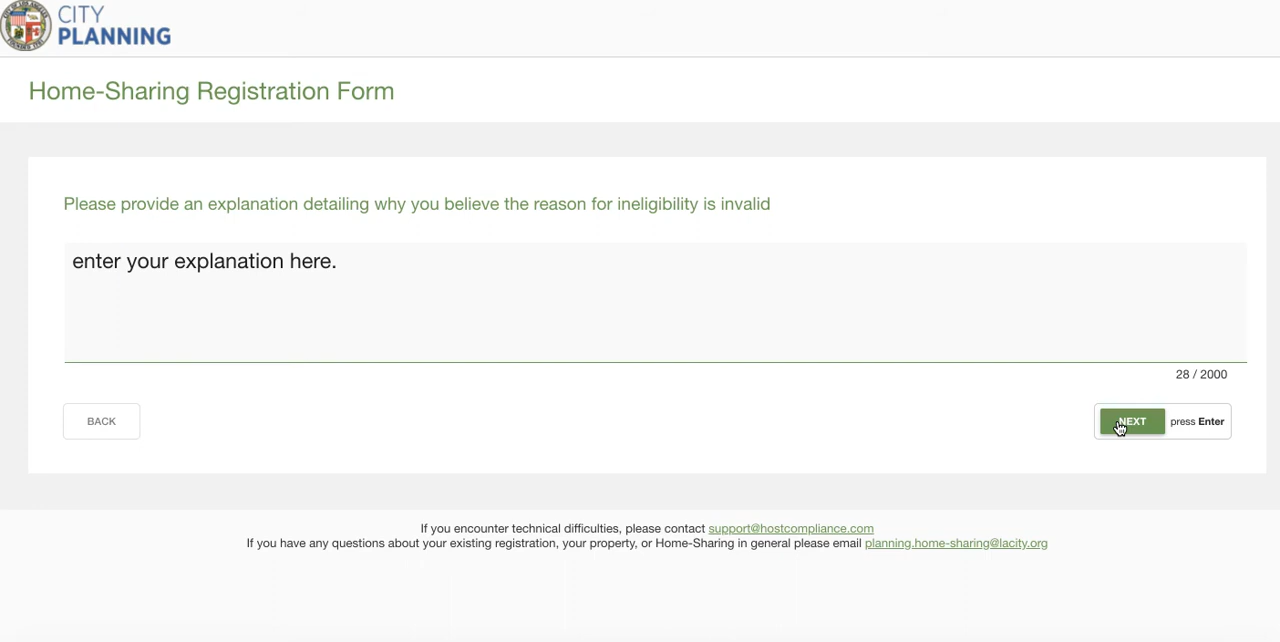 CITY
PLANNING
Home-Sharing Registration Form
Please provide an explanation detailing why you believe the reason for ineligibility is invalid
enter your explanation here.
28 / 2000
BACK
NEXT press Enter
If you encounter technical difficulties, please contact support@hostcompliance.com
If you have any questions about your existing registration, your property, or Home-Sharing in general please email planning.home-sharing@lacity.org